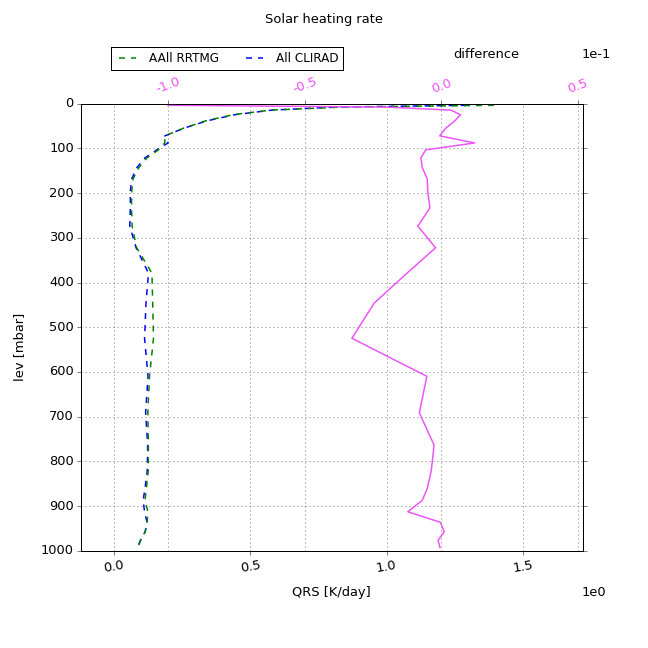 Solar heating rate
AAll RRTMG
All CLIRAD
difference
1e-1
-1.0
-0.5
0.0
0.5
0
100
200
300
400
500
600
700
800
900
1000
lev [mbar]
0.0
0.5
1.0
1.5
QRS [K/day]
1e0